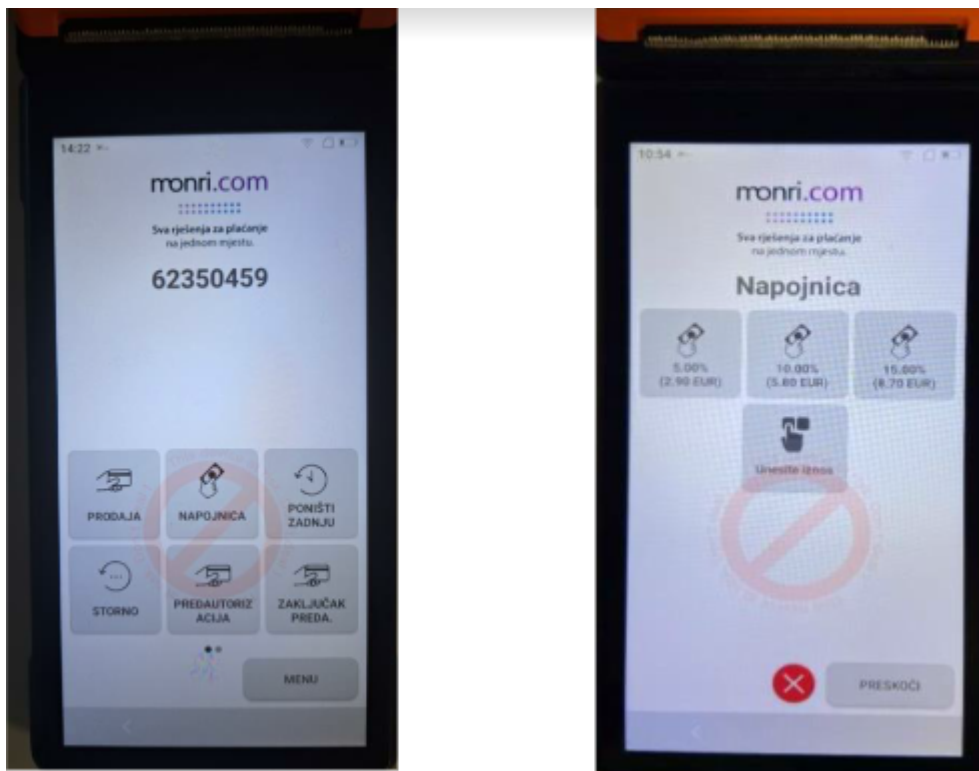 14:22
monri.com
Sva rješenja za plaćanje
na jednom mjestu.
62350459
PRODAJA
NAPOJNICA
PONIŠTI
ZADNJU
STORNO
PREDAUTORIZ
ACIJA
ZAKLJUČAK
PREDA.
MENU
10:54
monri.com
Sva rješenja za plaćanje
na jednom mjestu.
Napojnica
5.00%
(2.90 EUR)
10.00%
(5.80 EUR)
15.00%
(8.70 EUR)
Unesite iznos
PRESKOČI